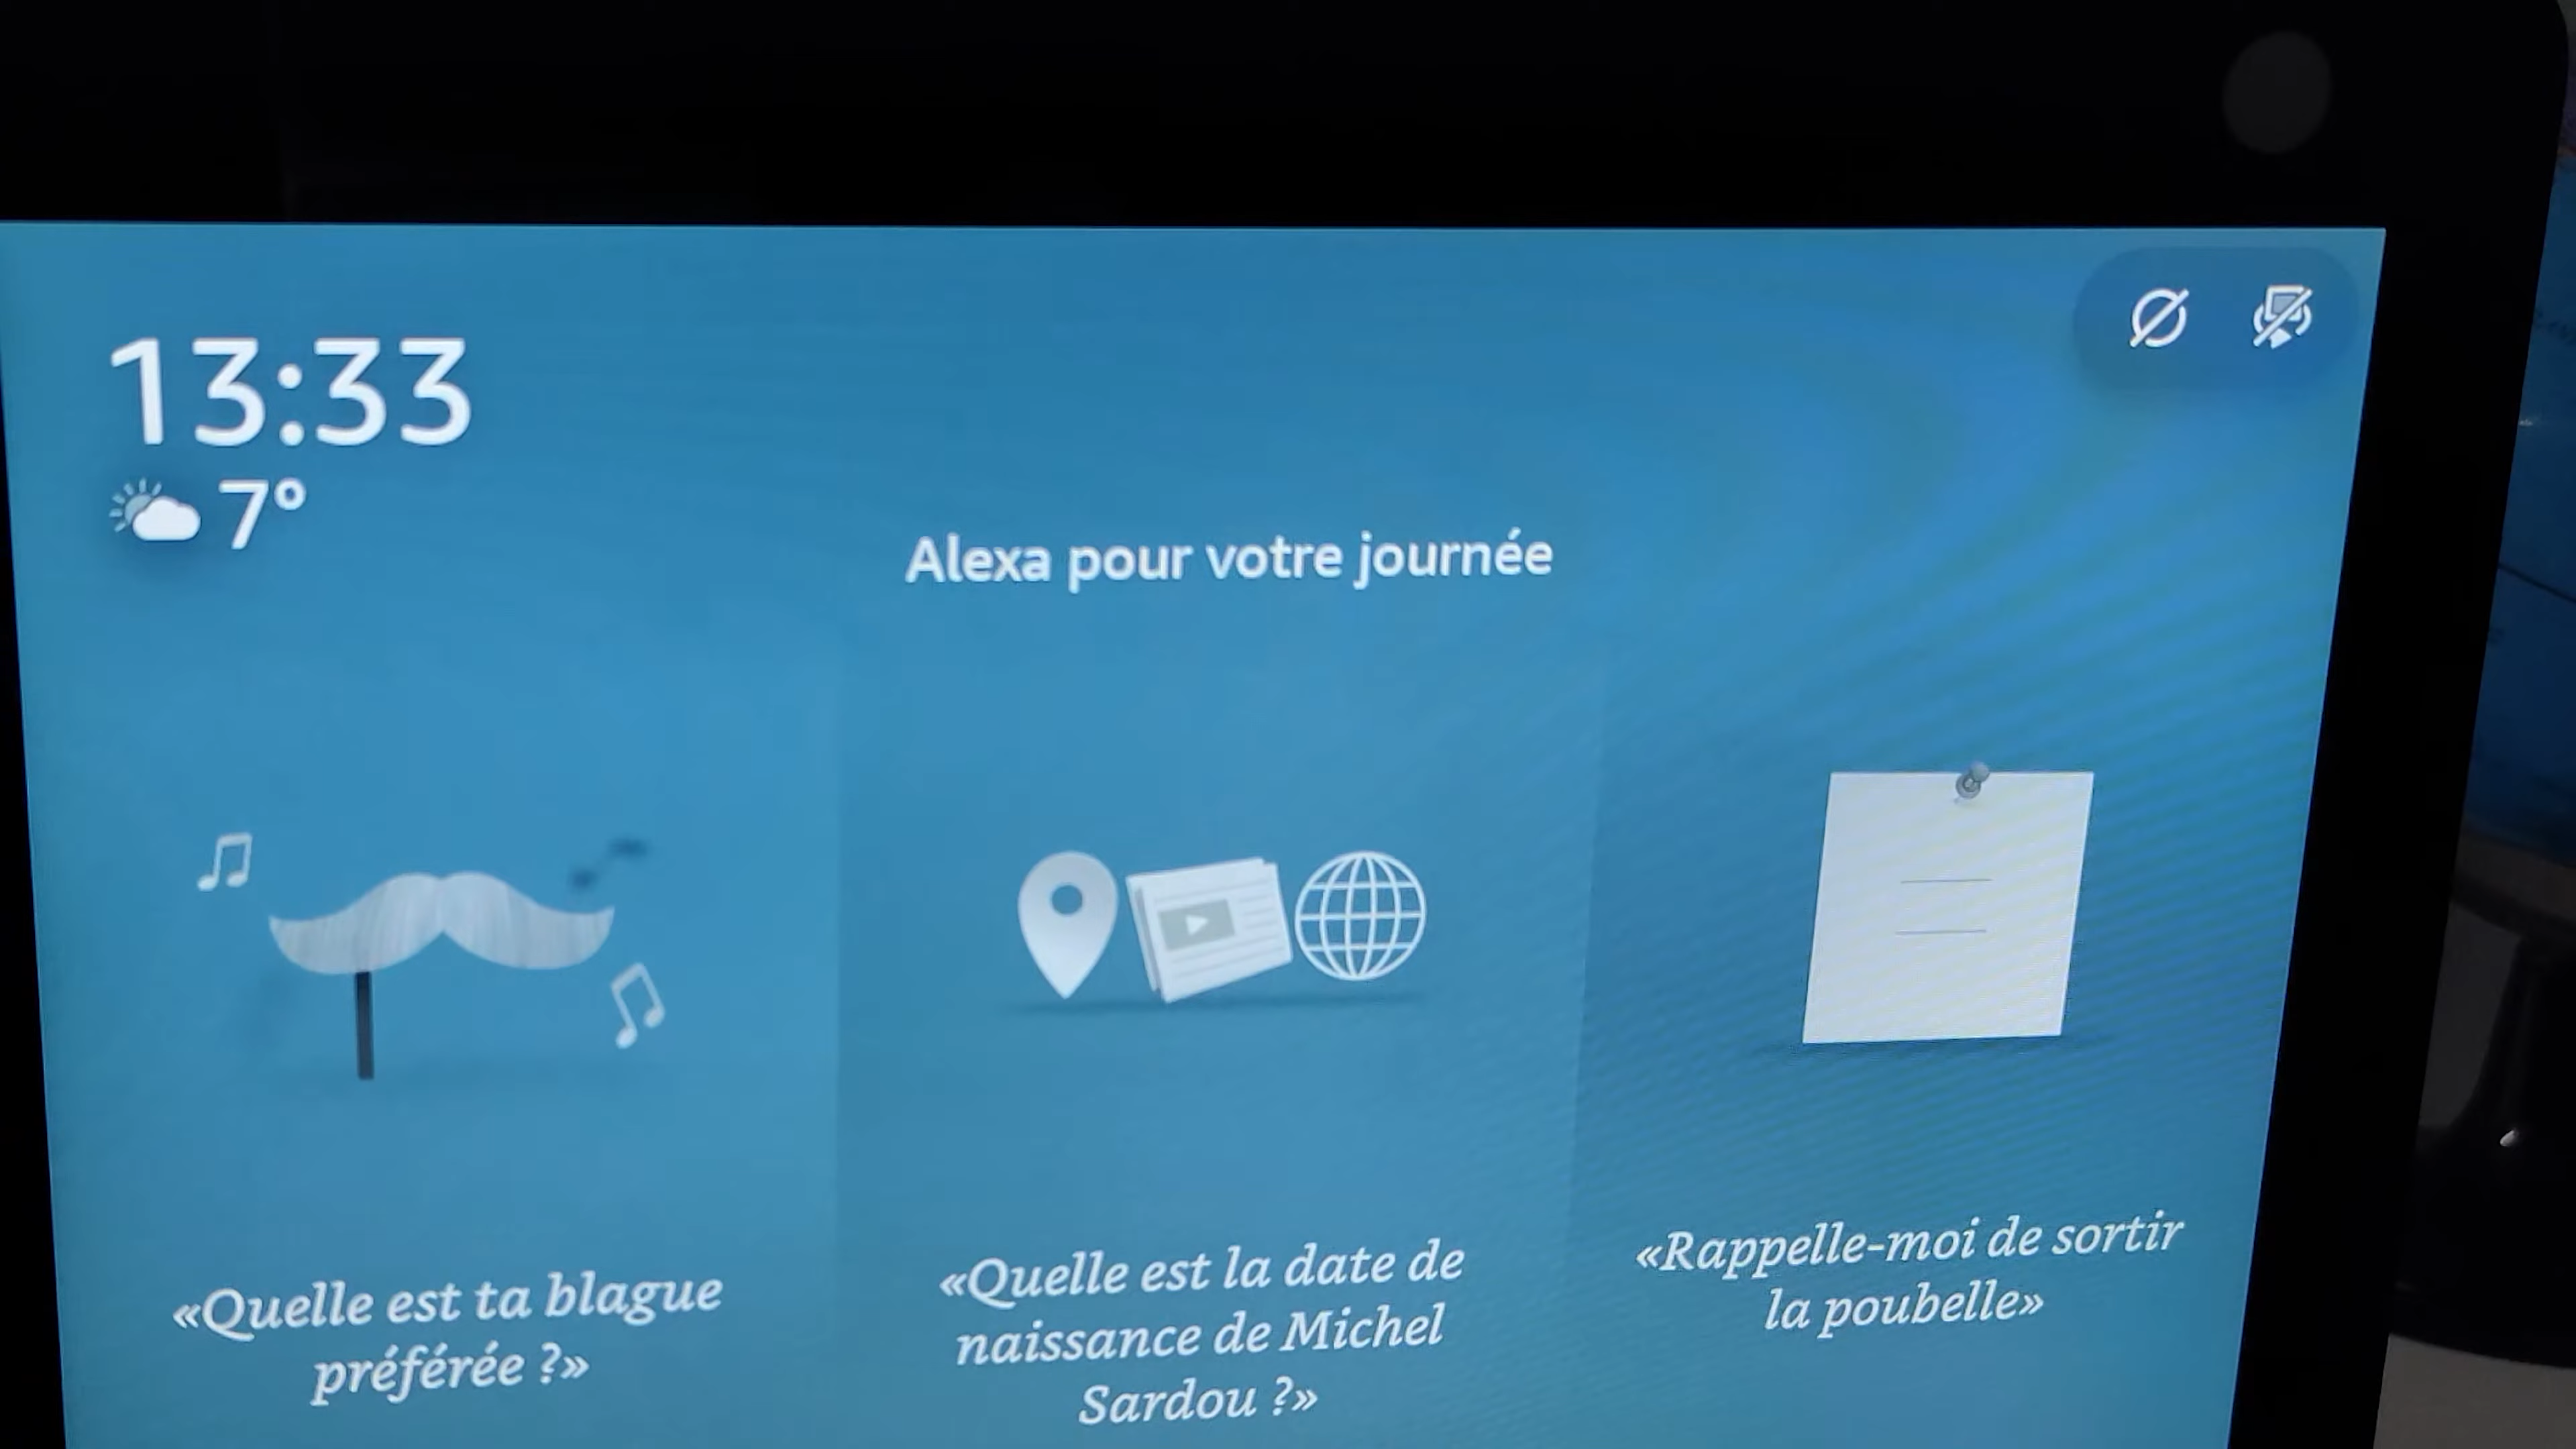 13:33
7°
Alexa pour votre journée
«Quelle est ta blague
préférée ?»
«Quelle est la date de
naissance de Michel
Sardou ?»
«Rappelle-moi de sortir
la poubelle»